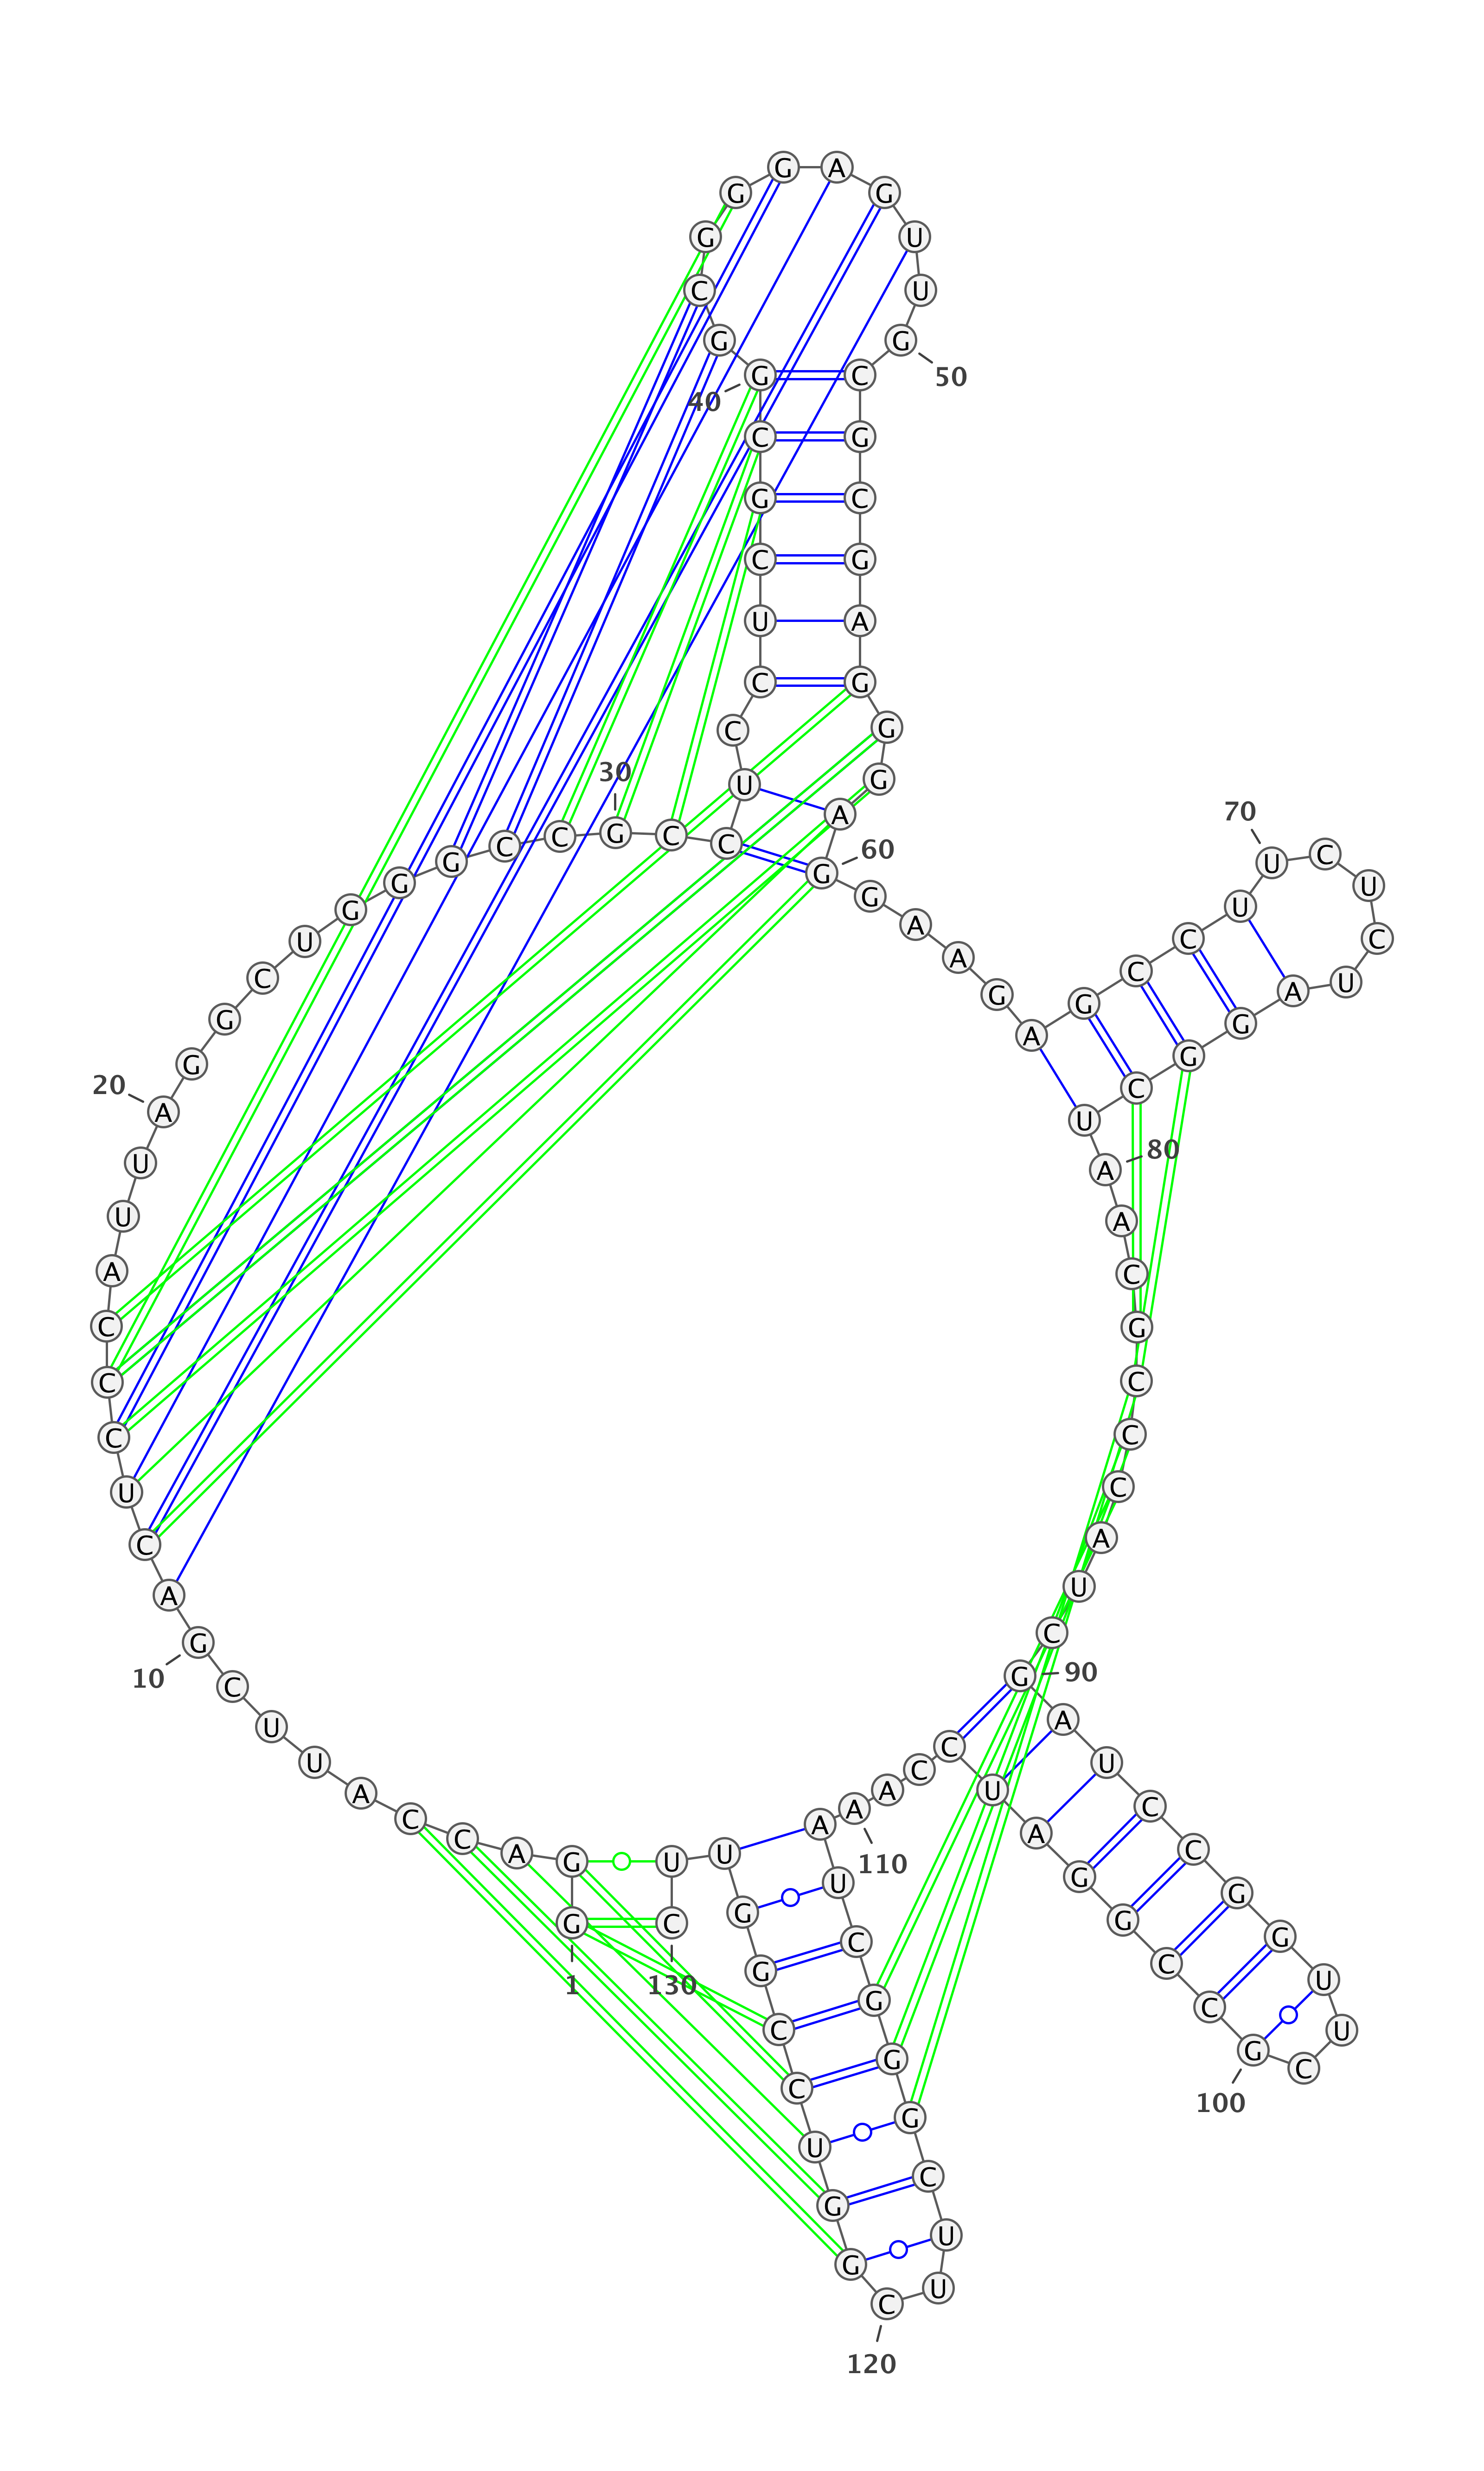 G G A C C A U U C G
1
10
A C U C C C A U U A
20
G G C U G G G C C G
30
C C U C C U C G C G
40
G C G G G A G U U G
50
C G C G A G G G A G
60
G A A G A G C C U U
70
C U C U A G G C U A
80
A C G C C C A U C G
90
A U C C G G U U C G
100
C C G G A U C C A A
110
A U C G G G C U U C
120
G G U C C G G U U C
130